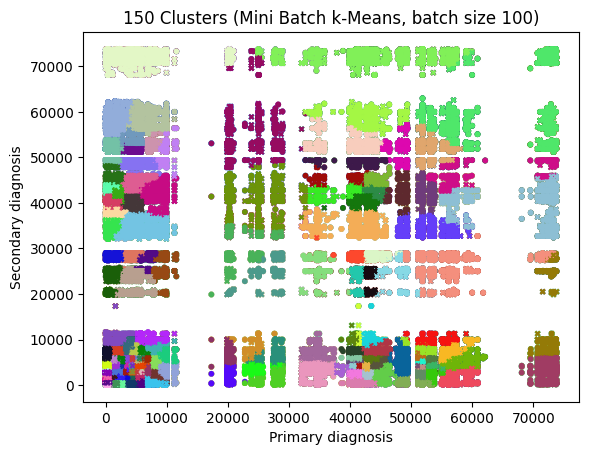 150 Clusters (Mini Batch k-Means, batch size 100)
Secondary diagnosis
70000
60000
50000
40000
30000
20000
10000
0
0 10000 20000 30000 40000 50000 60000 70000
Primary diagnosis